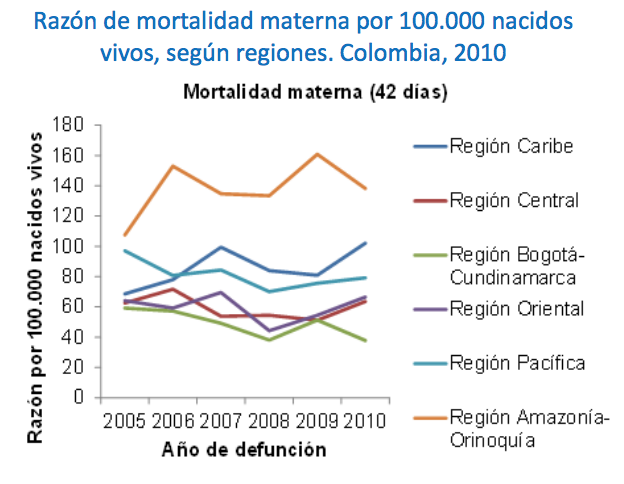 Razón de mortalidad materna por 100.000 nacidos
vivos, según regiones. Colombia, 2010
Mortalidad materna (42 días)
Razón por 100.000 nacidos vivos
180
160
140
120
100
80
60
40
20
0
2005 2006 2007 2008 2009 2010
Año de defunción
Región Caribe
Región Central
Región Bogotá-
Cundinamarca
Región Oriental
Región Pacífica
Región Amazonía-
Orinoquía